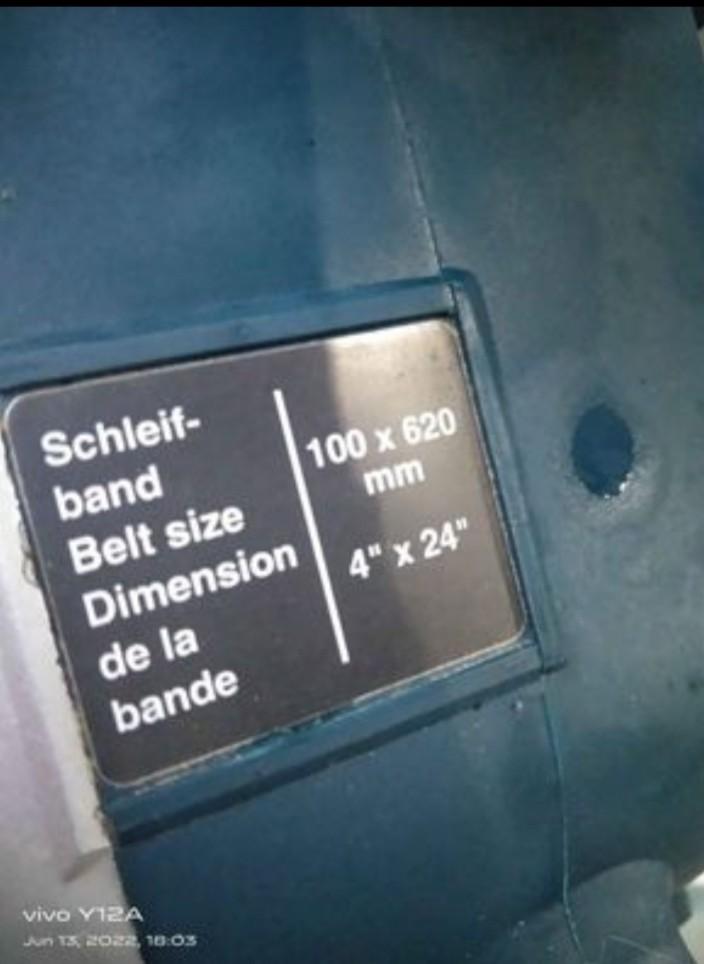 Schleif-
band
Belt size
Dimension
de la
bande
100 x 620
mm
4" x 24"
vivo Y12A
Jun 13, 2022, 18:03